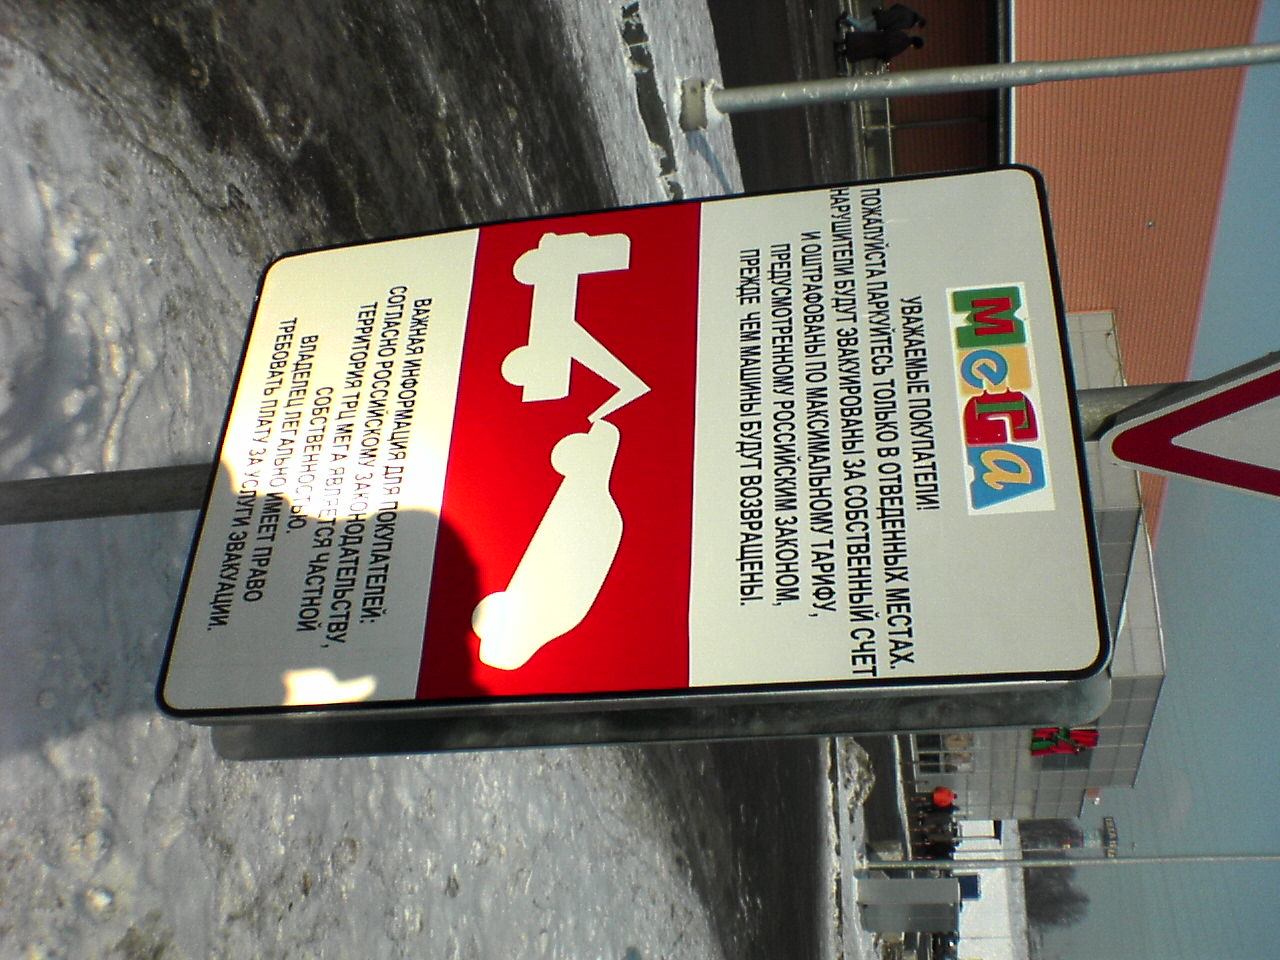 МеГа
УВАЖАЕМЫЕ ПОКУПАТЕЛИ!
ПОЖАЛУЙСТА ПАРКУЙТЕСЬ ТОЛЬКО В ОТВЕДЕННЫХ МЕСТАХ.
НАРУШИТЕЛИ БУДУТ ЭВАКУИРОВАНЫ ЗА СОБСТВЕННЫЙ СЧЕТ
И ОШТРАФОВАНЫ ПО МАКСИМАЛЬНОМУ ТАРИФУ,
ПРЕДУСМОТРЕННОМУ РОССИЙСКИМ ЗАКОНОМ,
ПРЕЖДЕ ЧЕМ МАШИНЫ БУДУТ ВОЗВРАЩЕНЫ.
ВАЖНАЯ ИНФОРМАЦИЯ ДЛЯ ПОКУПАТЕЛЕЙ:
СОГЛАСНО РОССИЙСКОМУ ЗАКОНОДАТЕЛЬСТВУ,
ТЕРРИТОРИЯ ТРЦ МЕГА ЯВЛЯЕТСЯ ЧАСТНОЙ
СОБСТВЕННОСТЬЮ.
ВЛАДЕЛЕЦ ЛЕГАЛЬНО ИМЕЕТ ПРАВО
ТРЕБОВАТЬ ПЛАТУ ЗА УСЛУГИ ЭВАКУАЦИИ.